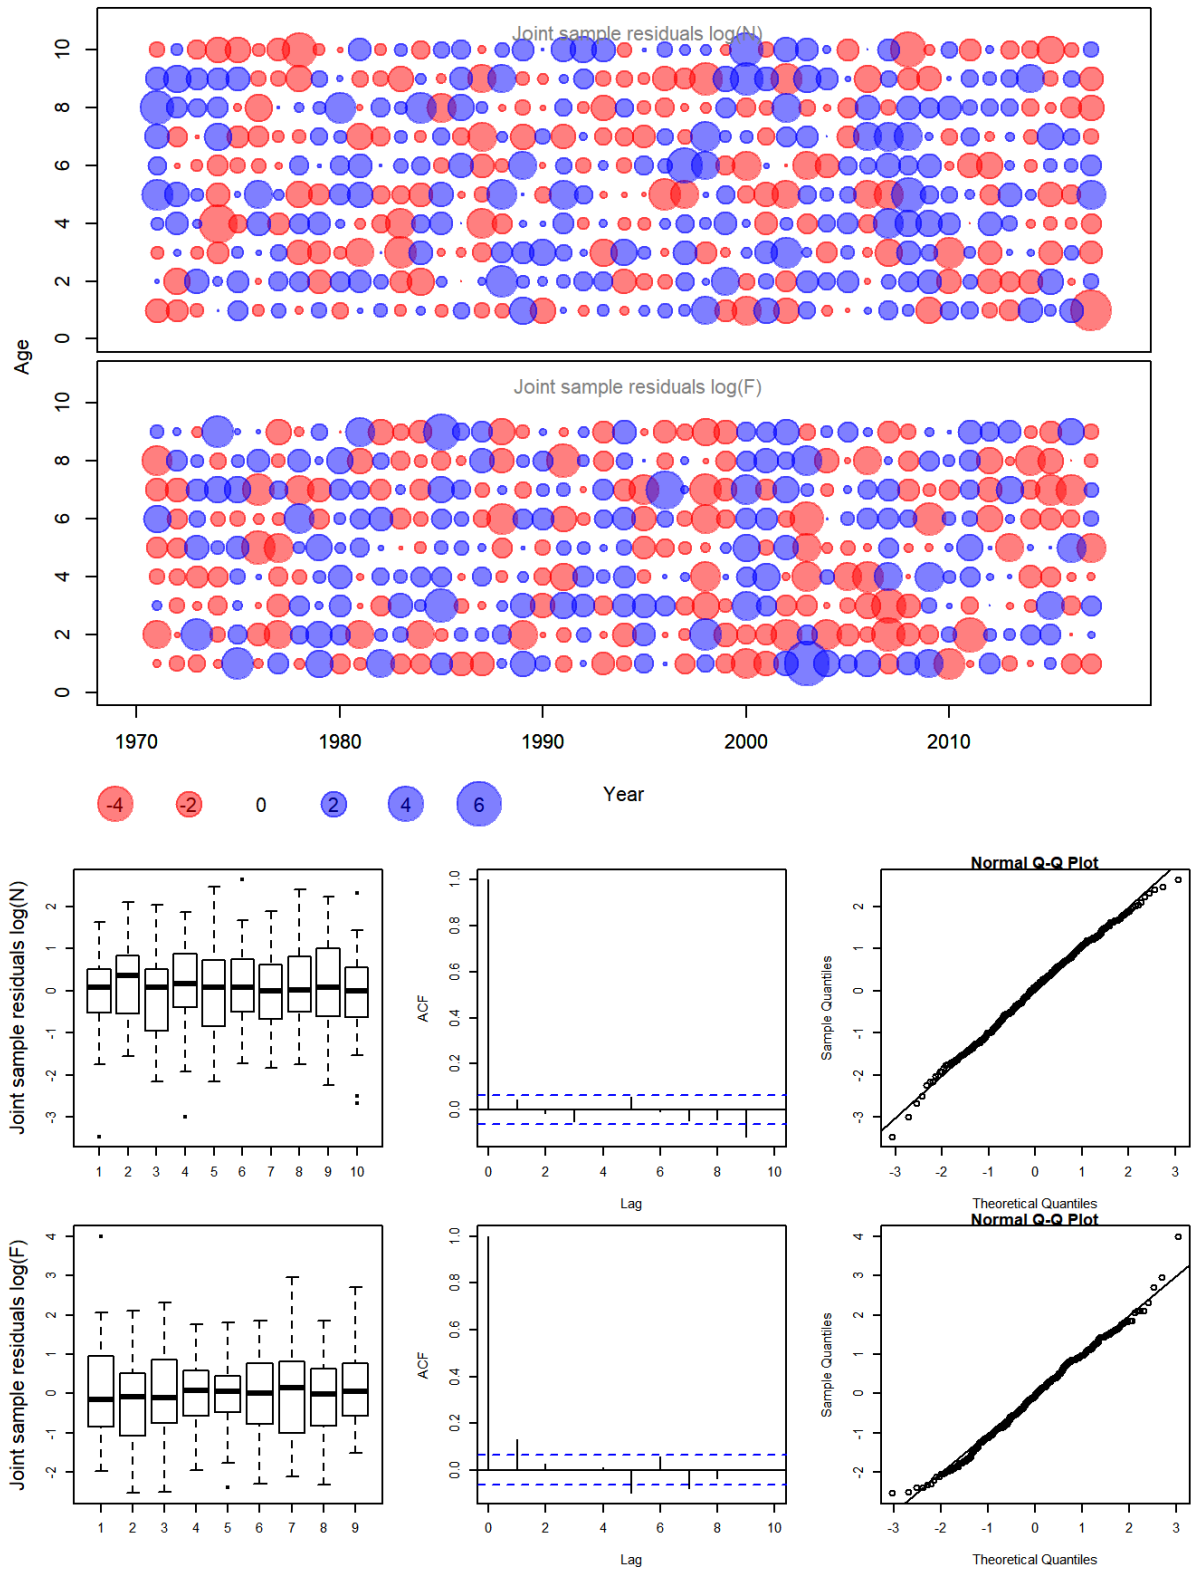 Joint sample residuals log(N)
10
8
6
4
2
0
Age
Joint sample residuals log(F)
10
8
6
4
2
0
1970 1980 1990 2000 2010
Year
-4 -2 0 2 4 6
Joint sample residuals log(N)
2
1
0
-1
-2
-3
1 2 3 4 5 6 7 8 9 10
ACF
1.0
0.8
0.6
0.4
0.2
0.0
0 2 4 6 8 10
Lag
Normal Q-Q Plot
Sample Quantiles
2
1
0
-1
-2
-3
-3 -2 -1 0 1 2 3
Theoretical Quantiles
Joint sample residuals log(F)
4
3
2
1
0
-1
-2
1 2 3 4 5 6 7 8 9
ACF
1.0
0.8
0.6
0.4
0.2
0.0
0 2 4 6 8 10
Lag
Normal Q-Q Plot
Sample Quantiles
4
3
2
1
0
-1
-2
-3 -2 -1 0 1 2 3
Theoretical Quantiles